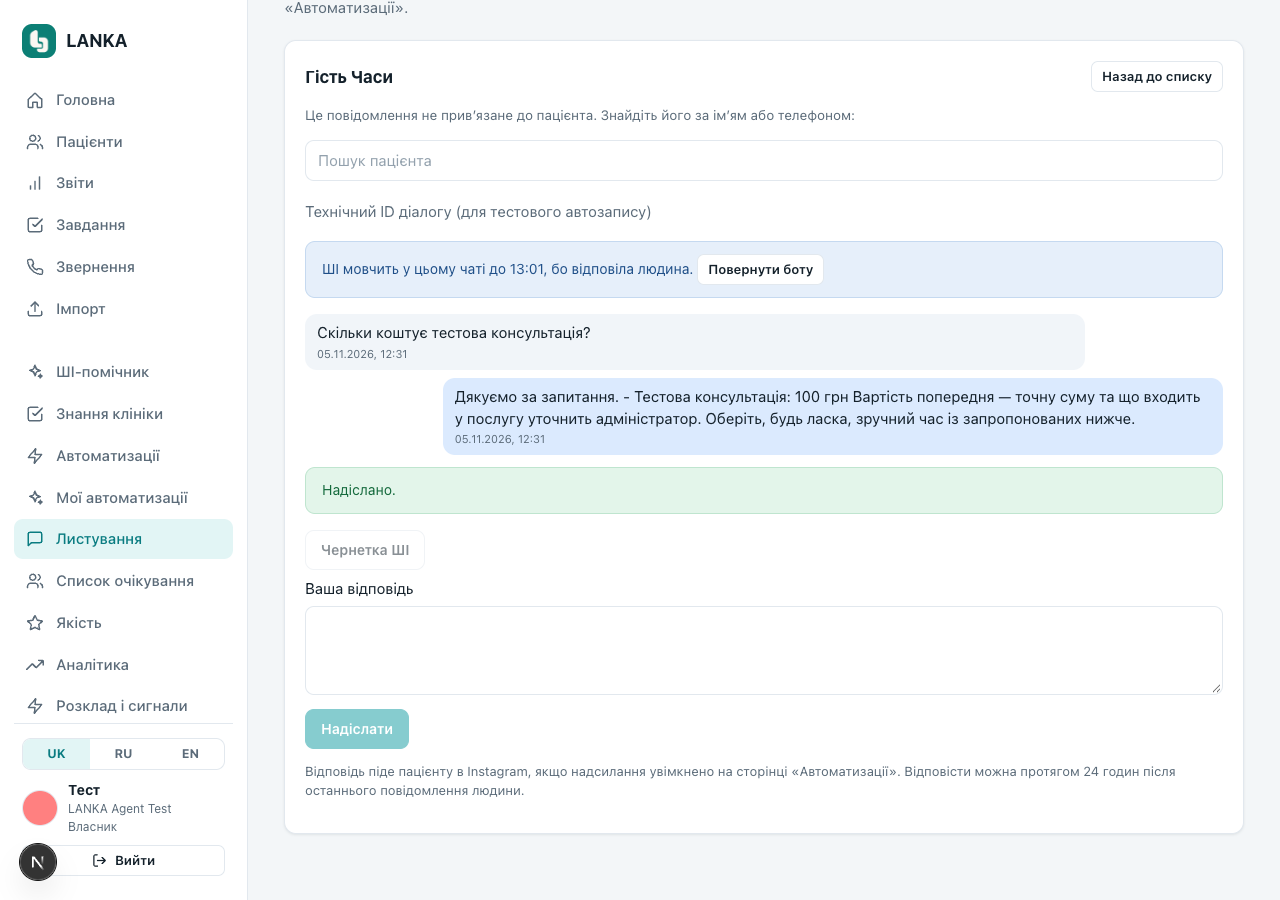 LANKA
Головна
Пацієнти
Звіти
Завдання
Звернення
Імпорт
ШІ-помічник
Знання клініки
Автоматизації
Мої автоматизації
Листування
Список очікування
Якість
Аналітика
Розклад і сигнали
UK RU EN
Тест
LANKA Agent Test
Власник
N
Вийти
«Автоматизації».
Гість Часи
Назад до списку
Це повідомлення не прив’язане до пацієнта. Знайдіть його за ім’ям або телефоном:
Пошук пацієнта
Технічний ID діалогу (для тестового автозапису)
ШІ мовчить у цьому чаті до 13:01, бо відповіла людина. Повернути боту
Скільки коштує тестова консультація?
05.11.2026, 12:31
Дякуємо за запитання. - Тестова консультація: 100 грн Вартість попередня — точну суму та що входить
у послугу уточнить адміністратор. Оберіть, будь ласка, зручний час із запропонованих нижче.
05.11.2026, 12:31
Надіслано.
Чернетка ШІ
Ваша відповідь
Надіслати
Відповідь піде пацієнту в Instagram, якщо надсилання увімкнено на сторінці «Автоматизації». Відповісти можна протягом 24 годин після
останнього повідомлення людини.